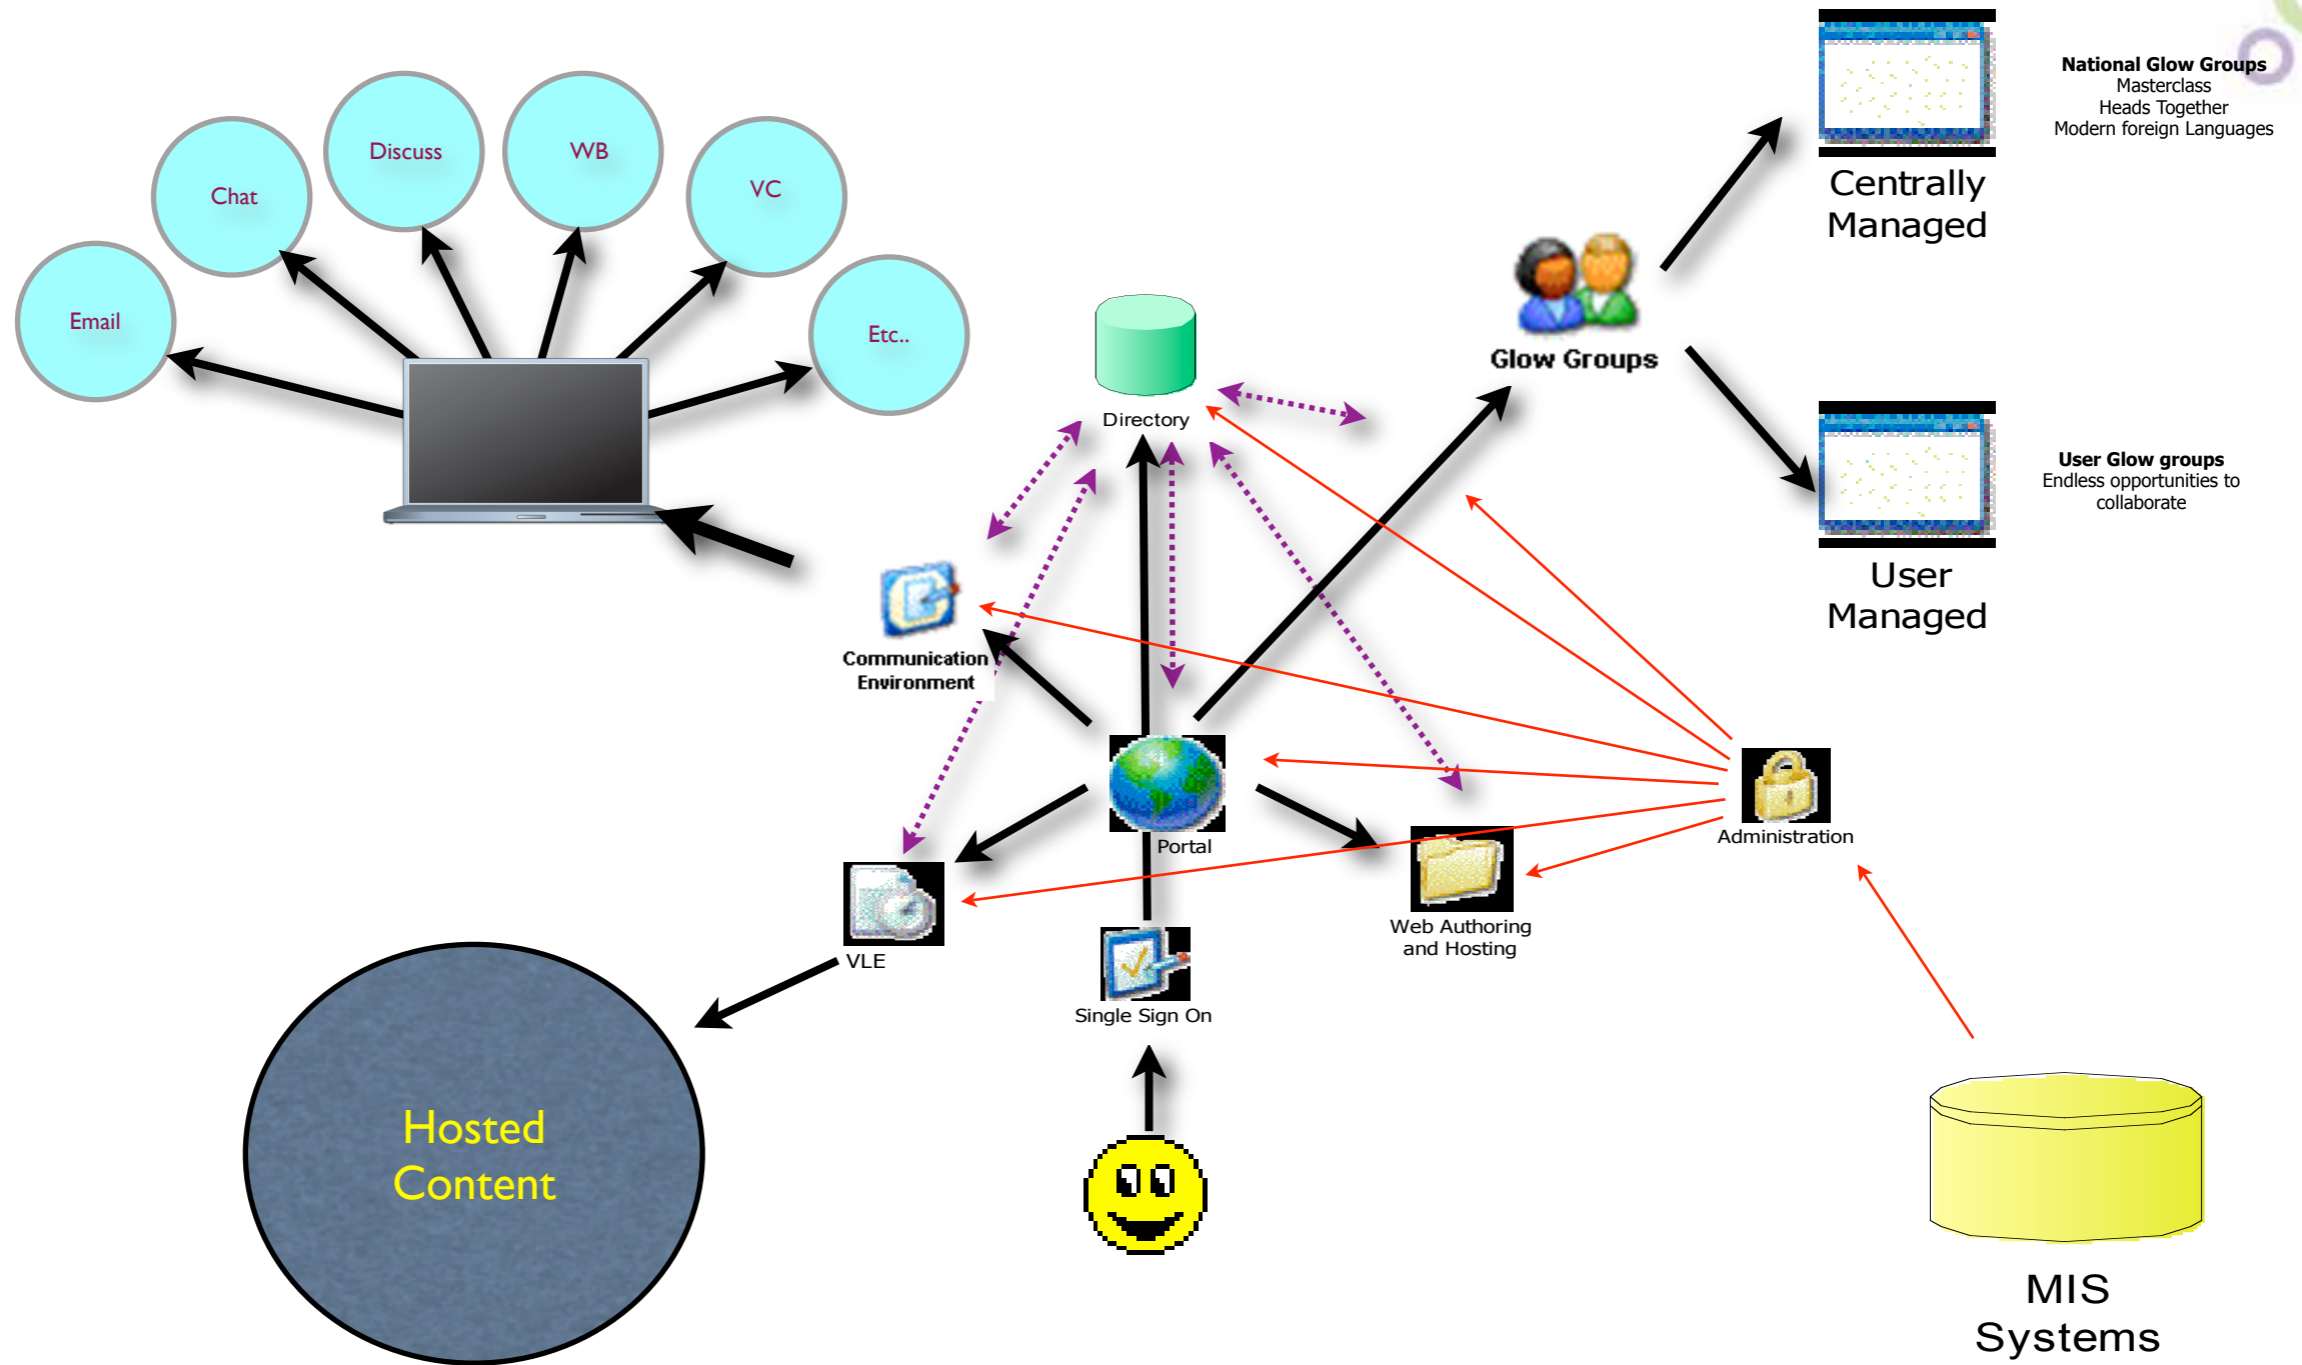 National Glow Groups
Masterclass
Heads Together
Modern foreign Languages
Centrally
Managed
Discuss
WB
VC
Chat
Email
Etc..
Glow Groups
Directory
User Glow groups
Endless opportunities to
collaborate
User
Managed
Communication
Environment
Portal
Administration
Web Authoring
and Hosting
VLE
Single Sign On
Hosted
Content
MIS
Systems